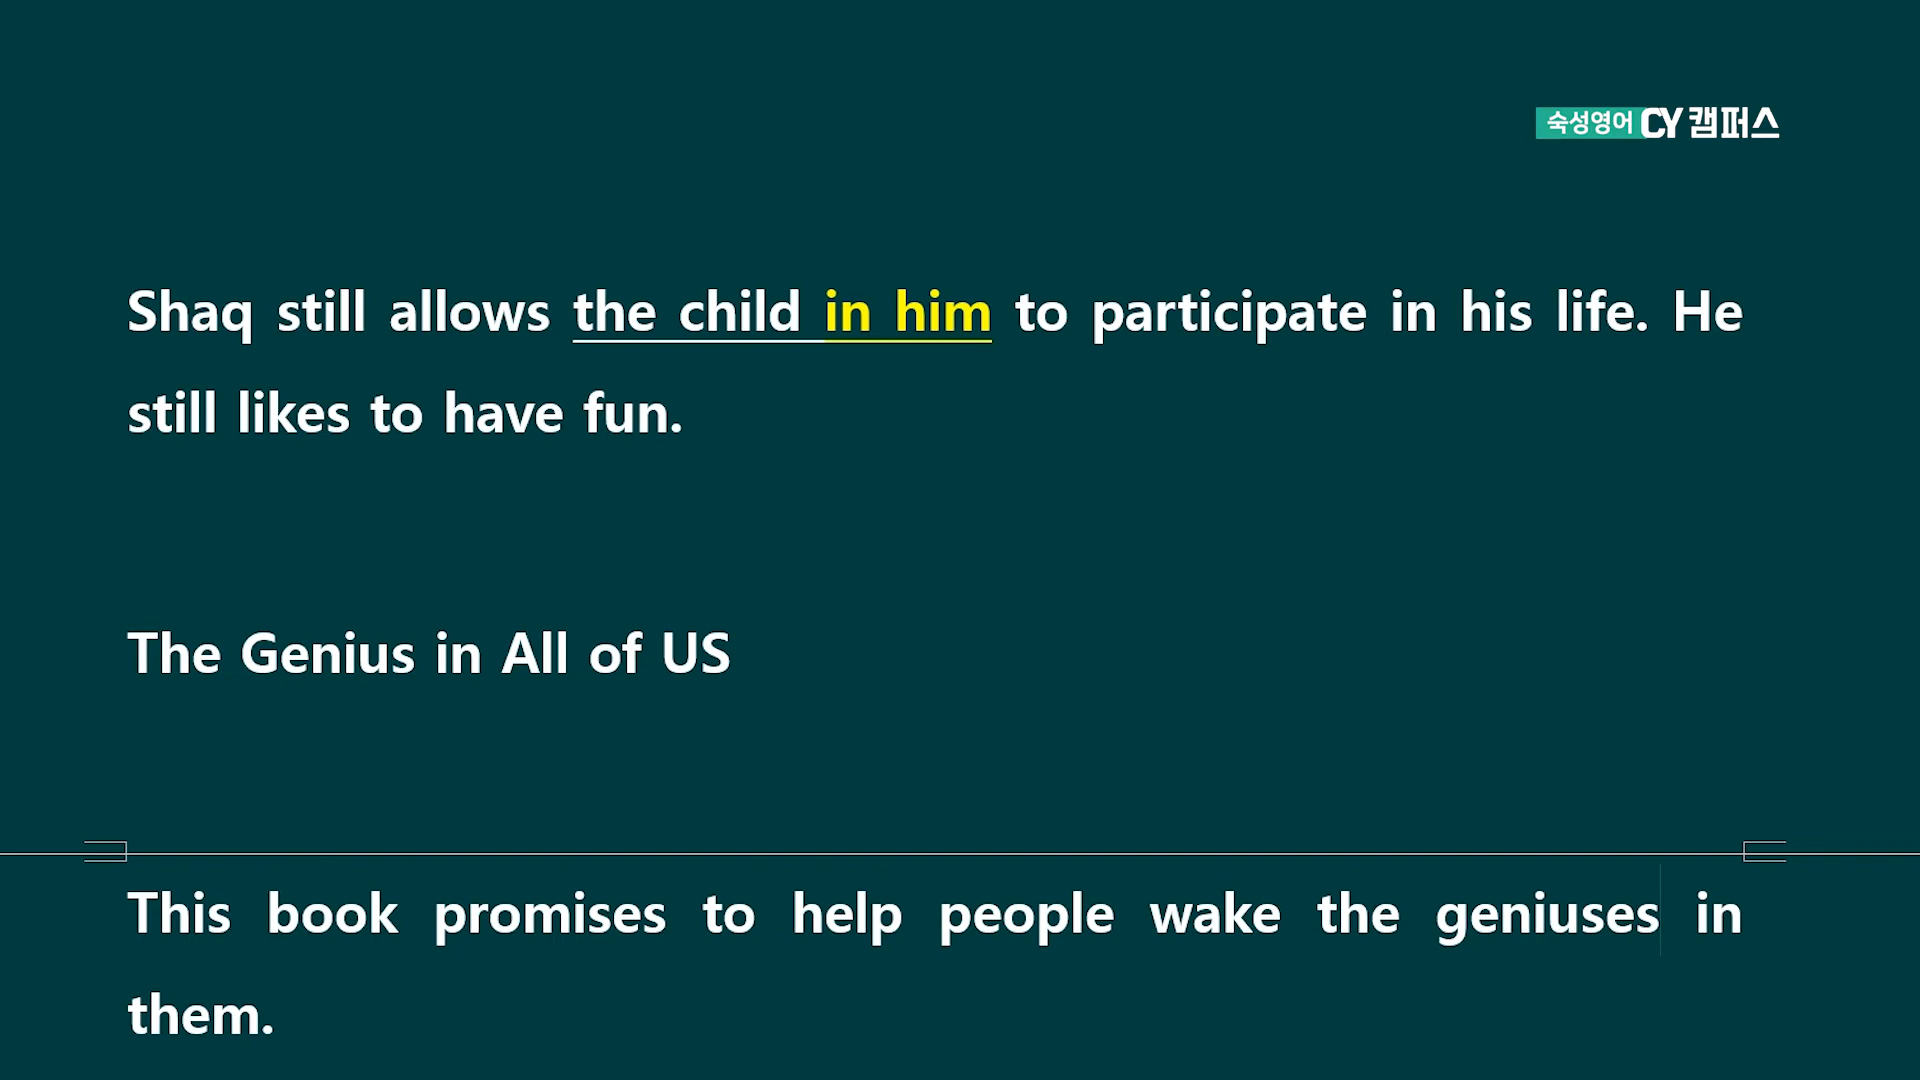 숙성영어 CY 캠퍼스
Shaq still allows the child in him to participate in his life. He
still likes to have fun.
The Genius in All of US
This book promises to help people wake the geniuses in
them.